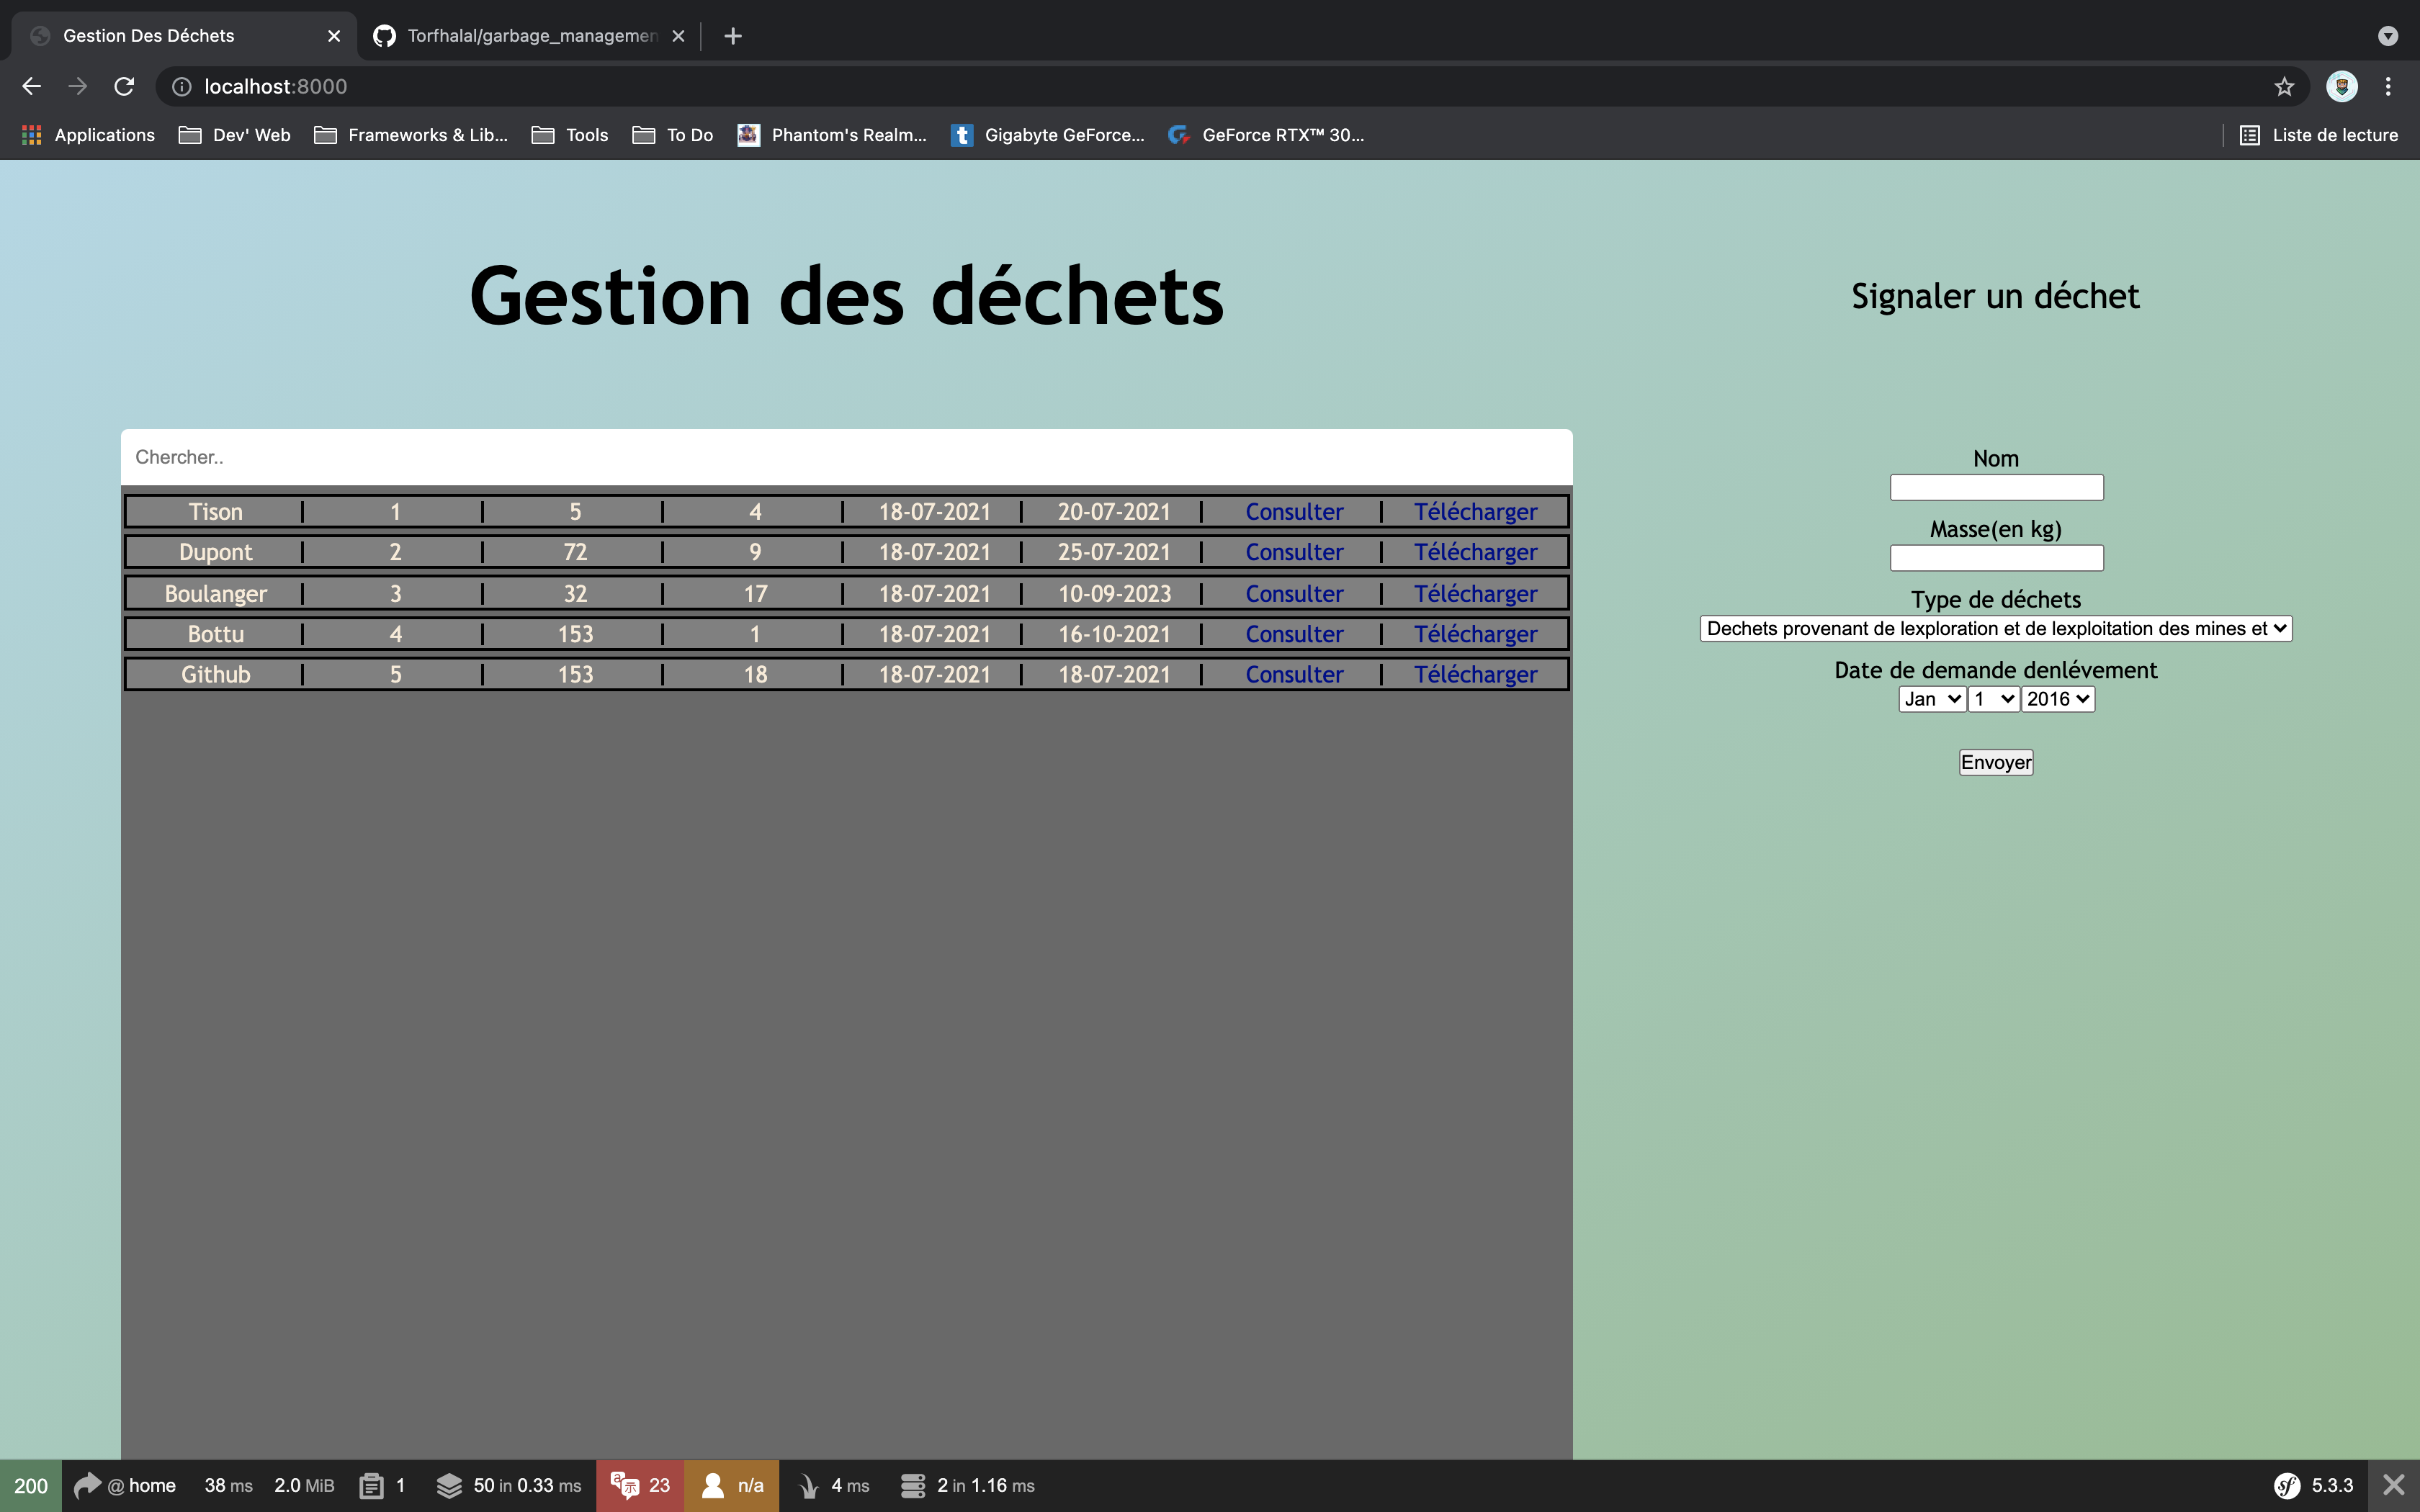 Gestion Des Déchets
Torfhalal/garbage_managemen
localhost:8000
Applications Dev' Web Frameworks & Lib... Tools To Do Phantom's Realm... Gigabyte GeForce... GeForce RTX™ 30... Liste de lecture
Gestion des déchets
Chercher..
Tison 1 5 4 18-07-2021 20-07-2021 Consulter Télécharger
Dupont 2 72 9 18-07-2021 25-07-2021 Consulter Télécharger
Boulanger 3 32 17 18-07-2021 10-09-2023 Consulter Télécharger
Bottu 4 153 1 18-07-2021 16-10-2021 Consulter Télécharger
Github 5 153 18 18-07-2021 18-07-2021 Consulter Télécharger
Signaler un déchet
Nom
Masse(en kg)
Type de déchets
Dechets provenant de lexploration et de lexploitation des mines et
Date de demande denlévement
Jan 1 2016
Envoyer
200 @ home 38 ms 2.0 MiB 1 50 in 0.33 ms 23 n/a 4 ms 2 in 1.16 ms sf 5.3.3